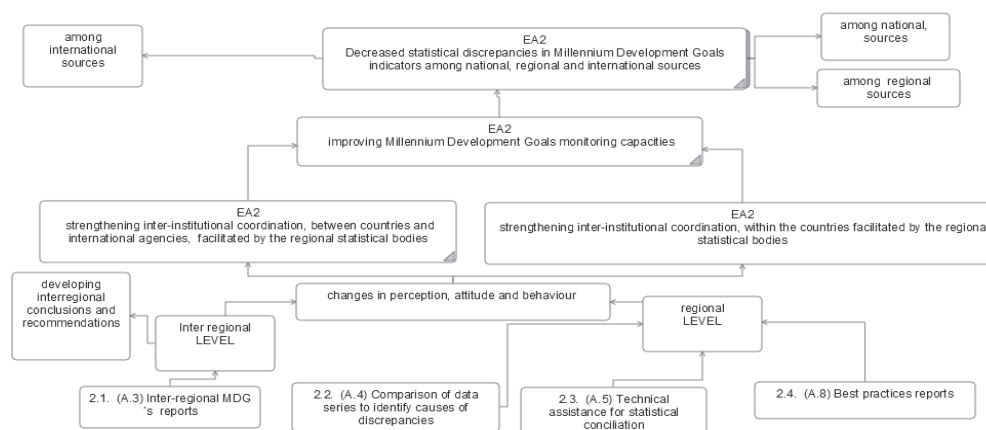 among
international
sources
EA2
Decreased statistical discrepancies in Millennium Development Goals
indicators among national, regional and international sources
among national,
sources
among regional
sources
EA2
improving Millennium Development Goals monitoring capacities
EA2
strengthening inter-institutional coordination, between countries and
international agencies, facilitated by the regional statistical bodies
EA2
strengthening inter-institutional coordination, within the countries facilitated by the regiona
statistical bodies
developing
interregional
conclusions and
recommendations
changes in perception, attitude and behaviour
Inter regional
LEVEL
regional
LEVEL
2.1. (A.3) Inter-regional MDG
´s reports
2.2. (A.4) Comparison of data
series to identify causes of
discrepancies
2.3. (A.5) Technical
assistance for statistical
conciliation
2.4. (A.8) Best practices reports